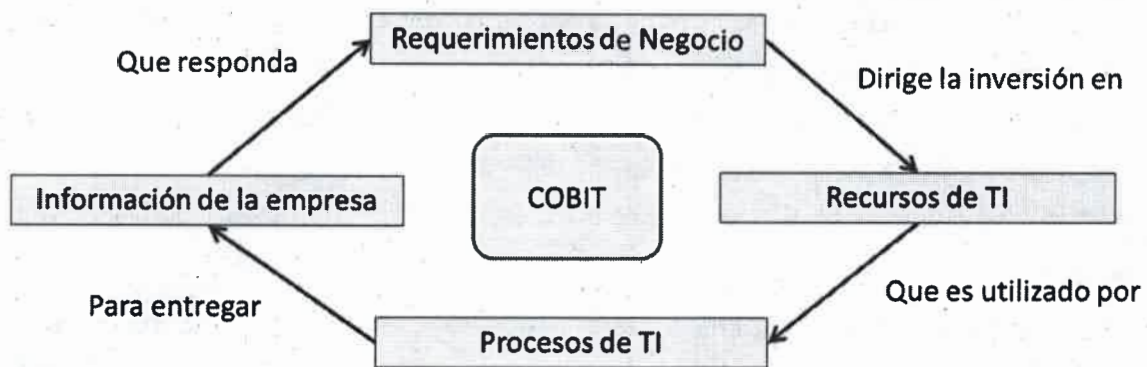 Requerimientos de Negocio
Que responda
Dirige la inversión en
Información de la empresa
COBIT
Recursos de TI
Para entregar
Que es utilizado por
Procesos de TI